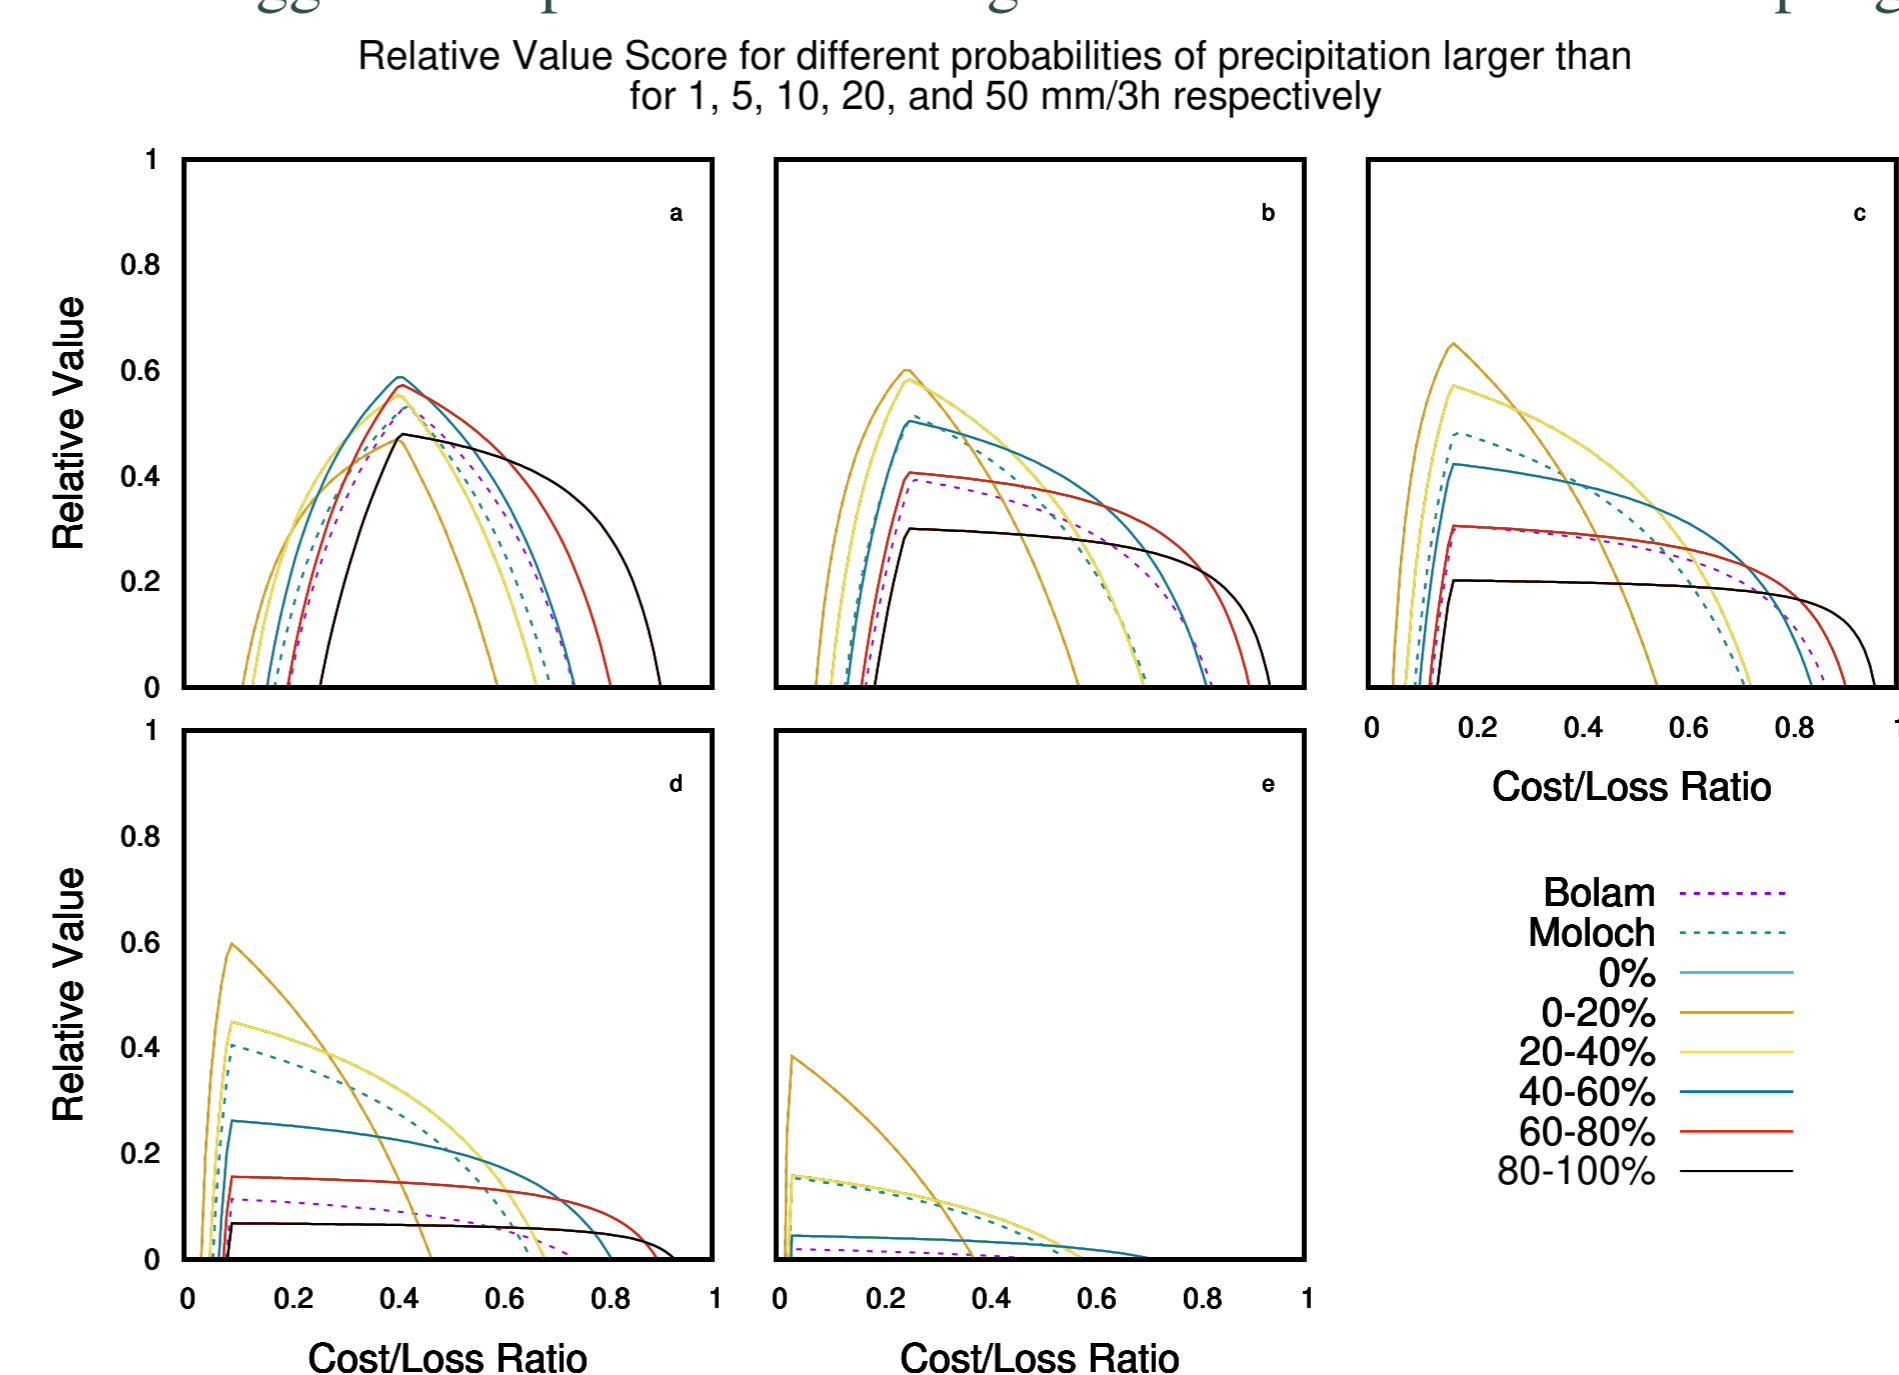 Relative Value Score for different probabilities of precipitation larger than
for 1, 5, 10, 20, and 50 mm/3h respectively
1
0.8
0.6
0.4
0.2
0
Relative Value
a
b
c
0 0.2 0.4 0.6 0.8 1
Cost/Loss Ratio
1
0.8
0.6
0.4
0.2
0
Relative Value
d
e
0 0.2 0.4 0.6 0.8 1
0 0.2 0.4 0.6 0.8 1
Cost/Loss Ratio
Cost/Loss Ratio
Bolam
Moloch
0%
0-20%
20-40%
40-60%
60-80%
80-100%